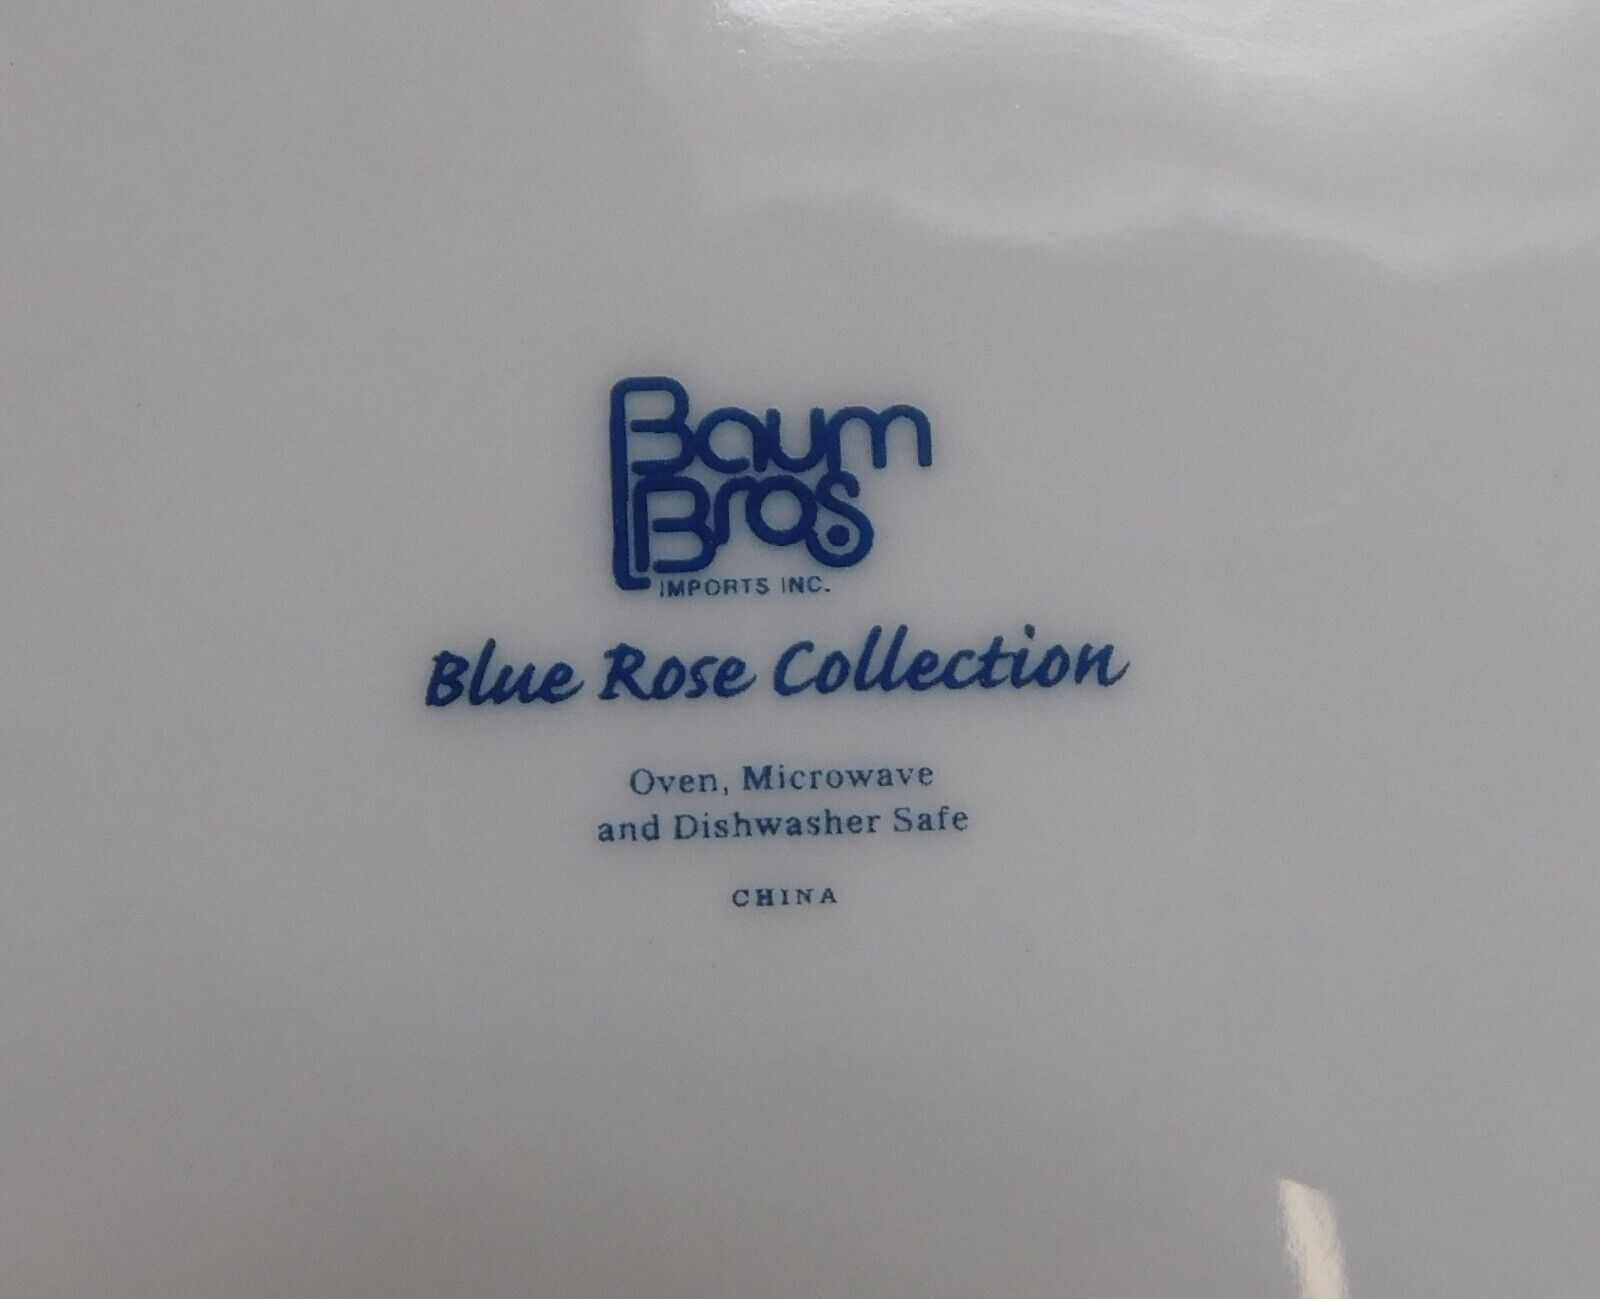 Baum
Bros.
IMPORTS INC.
Blue Rose Collection
Oven, Microwave
and Dishwasher Safe
CHINA